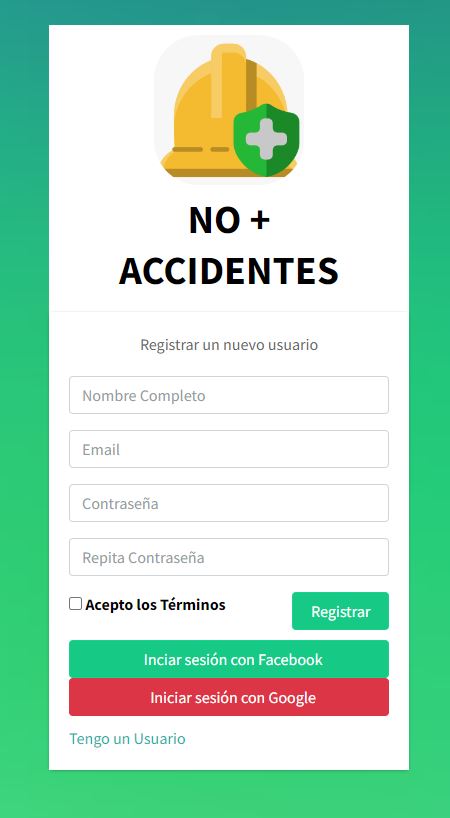 NO +
ACCIDENTES
Registrar un nuevo usuario
Nombre Completo
Email
Contraseña
Repita Contraseña
Acepto los Términos
Registrar
Inciar sesión con Facebook
Iniciar sesión con Google
Tengo un Usuario